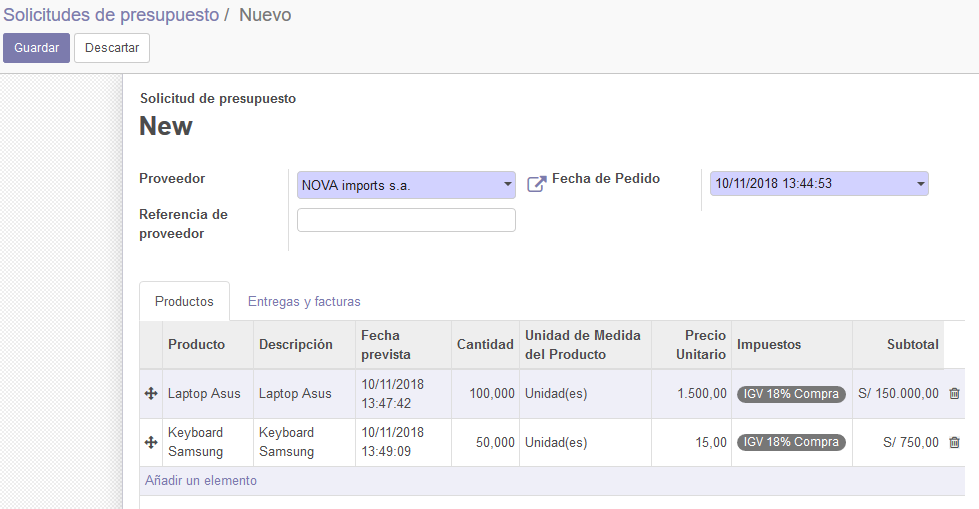 Solicitudes de presupuesto / Nuevo
Guardar Descartar
Solicitud de presupuesto
New
Proveedor NOVA imports s.a. Fecha de Pedido 10/11/2018 13:44:53
Referencia de
proveedor
Productos Entregas y facturas
Producto Descripción Fecha prevista Cantidad Unidad de Medida del Producto Precio Unitario Impuestos Subtotal
Laptop Asus Laptop Asus 10/11/2018 13:47:42 100,000 Unidad(es) 1.500,00 IGV 18% Compra S/ 150.000,00
Keyboard Samsung Keyboard Samsung 10/11/2018 13:49:09 50,000 Unidad(es) 15,00 IGV 18% Compra S/ 750,00
Añadir un elemento